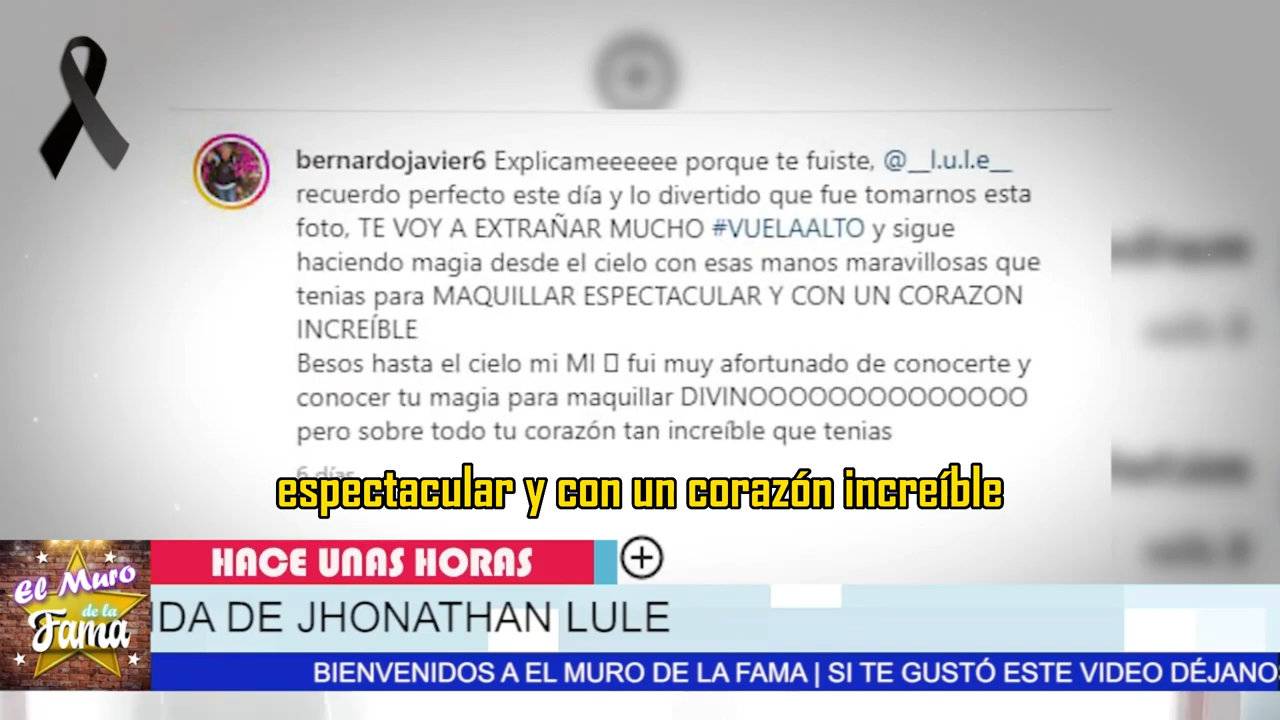 bernardojavier6 Explicameeeeee porque te fuiste, @__l.u.l.e__
recuerdo perfecto este día y lo divertido que fue tomarnos esta
foto, TE VOY A EXTRAÑAR MUCHO #VUELAALTO y sigue
haciendo magia desde el cielo con esas manos maravillosas que
tenias para MAQUILLAR ESPECTACULAR Y CON UN CORAZON
INCREÍBLE
Besos hasta el cielo mi MI fui muy afortunado de conocerte y
conocer tu magia para maquillar DIVINOOOOOOOOOOOOOO
pero sobre todo tu corazón tan increíble que tenias
6 días
espectacular y con un corazón increíble
HACE UNAS HORAS
El Muro
de la
Fama
IDA DE JHONATHAN LULE
BIENVENIDOS A EL MURO DE LA FAMA | SI TE GUSTÓ ESTE VIDEO DÉJANOS